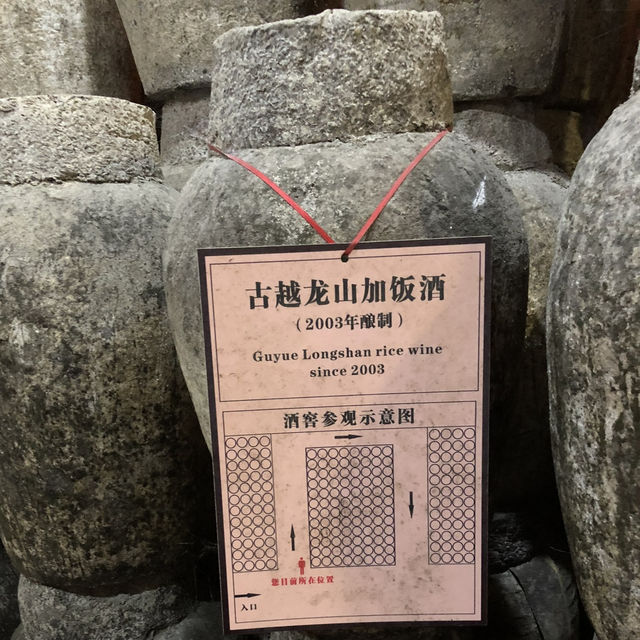 古越龙山加饭酒
（2003年酿制）
Guyue Longshan rice wine
since 2003
酒窖参观示意图
您目前所在位置
入口